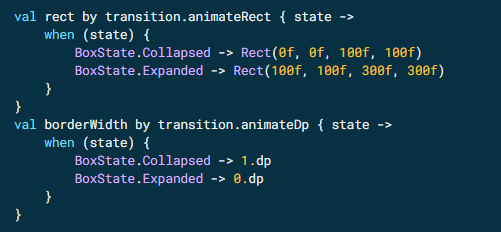 val rect by transition.animateRect { state ->
    when (state) {
        BoxState.Collapsed -> Rect(0f, 0f, 100f, 100f)
        BoxState.Expanded -> Rect(100f, 100f, 300f, 300f)
    }
}
val borderWidth by transition.animateDp { state ->
    when (state) {
        BoxState.Collapsed -> 1.dp
        BoxState.Expanded -> 0.dp
    }
}